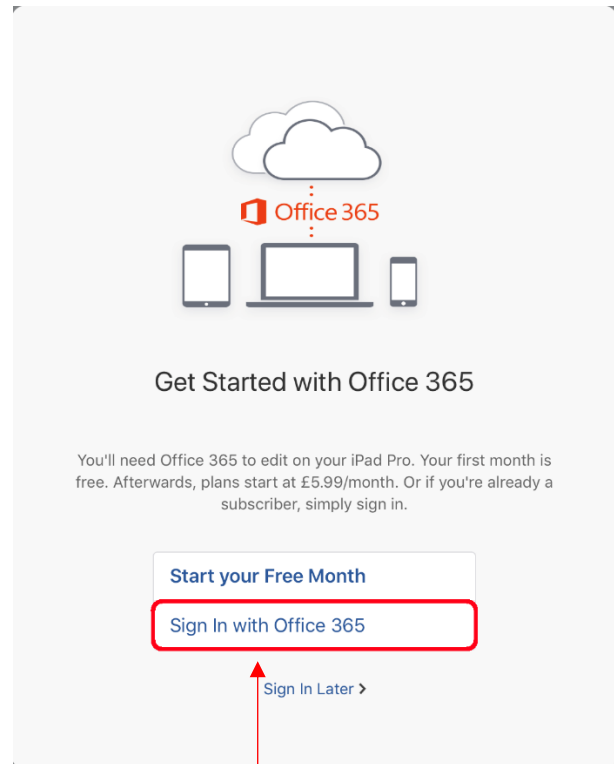 Office 365
Get Started with Office 365
You'll need Office 365 to edit on your iPad Pro. Your first month is
free. Afterwards, plans start at £5.99/month. Or if you're already a
subscriber, simply sign in.
Start your Free Month
Sign In with Office 365
Sign In Later >